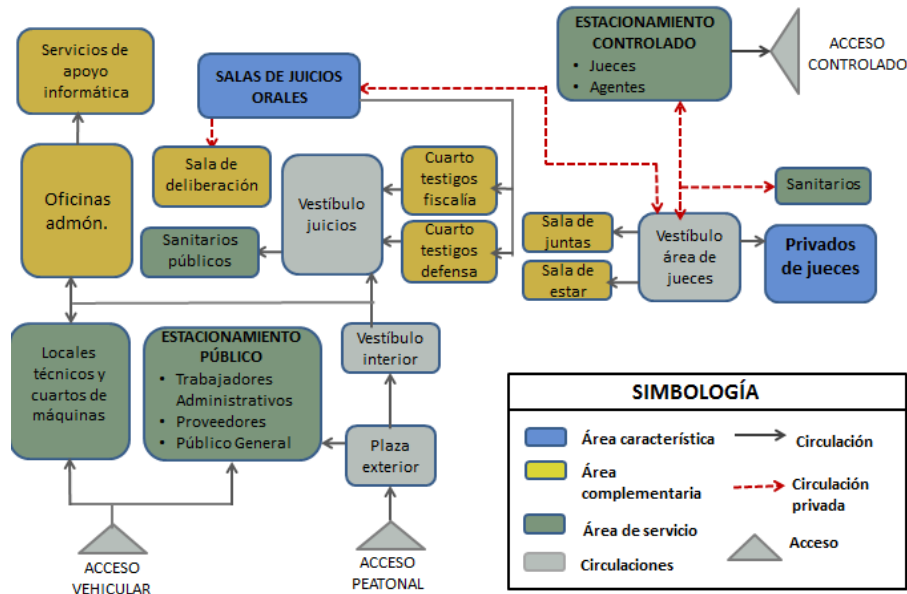 Servicios de
apoyo
informática
SALAS DE JUICIOS
ORALES
ESTACIONAMIENTO
CONTROLADO
• Jueces
• Agentes
ACCESO
CONTROLADO
Oficinas
admón.
Sala de
deliberación
Vestíbulo
juicios
Cuarto
testigos
fiscalía
Cuarto
testigos
defensa
Sanitarios
públicos
Sanitarios
Sala de
juntas
Sala de
estar
Vestíbulo
área de
jueces
Privados
de jueces
Locales
técnicos y
cuartos de
máquinas
ESTACIONAMIENTO
PÚBLICO
• Trabajadores
Administrativos
• Proveedores
• Público General
Vestíbulo
interior
Plaza
exterior
ACCESO
VEHICULAR
ACCESO
PEATONAL
SIMBOLOGÍA
Área característica
Área
complementaria
Área de servicio
Circulaciones
Circulación
Circulación
privada
Acceso